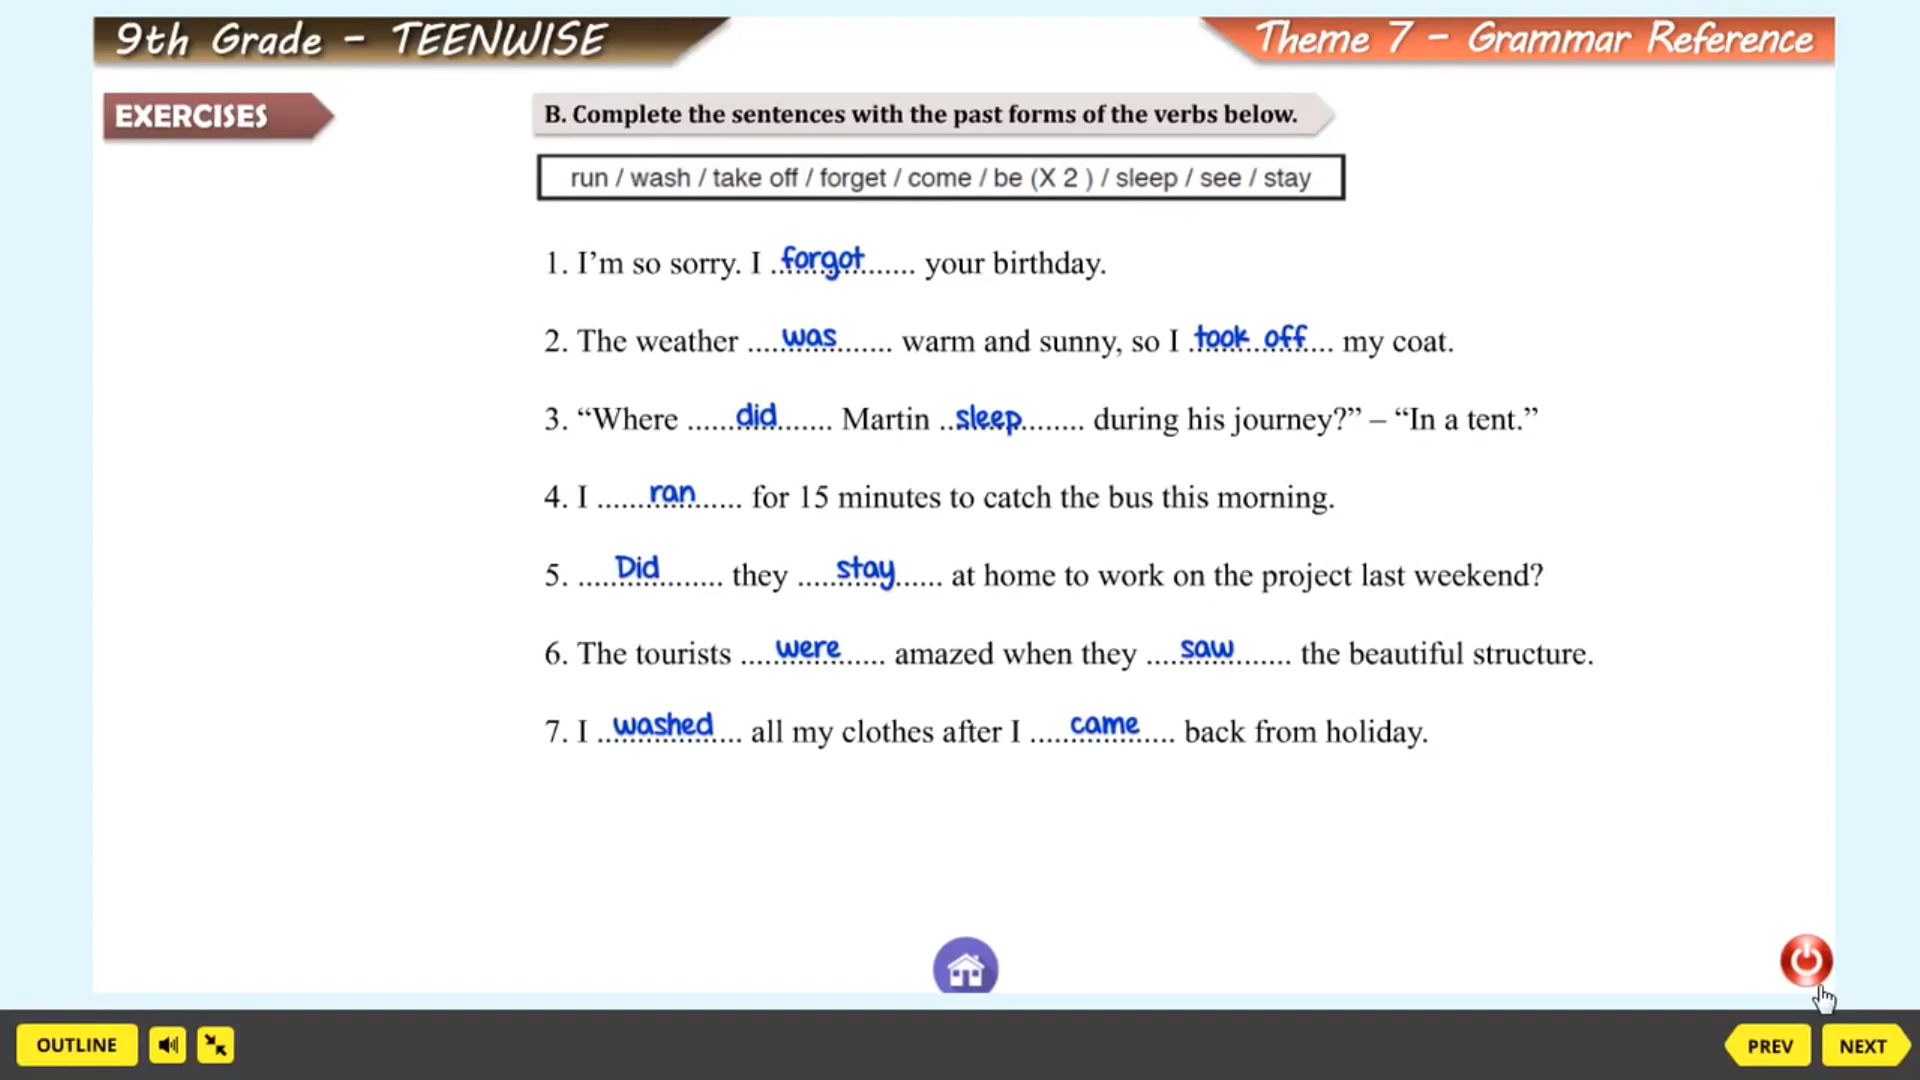 9th Grade - TEENWISE
Theme 7 - Grammar Reference
EXERCISES
B. Complete the sentences with the past forms of the verbs below.
run / wash / take off / forget / come / be (X 2 ) / sleep / see / stay
1. I’m so sorry. I ...forgot....... your birthday.
2. The weather ....was....... warm and sunny, so I ..took off.... my coat.
3. “Where ......did........ Martin ..sleep........ during his journey?” – “In a tent.”
4. I ......ran....... for 15 minutes to catch the bus this morning.
5. .....Did......... they .....stay...... at home to work on the project last weekend?
6. The tourists ....were...... amazed when they ....saw....... the beautiful structure.
7. I ..washed.... all my clothes after I .....came..... back from holiday.
OUTLINE
PREV
NEXT